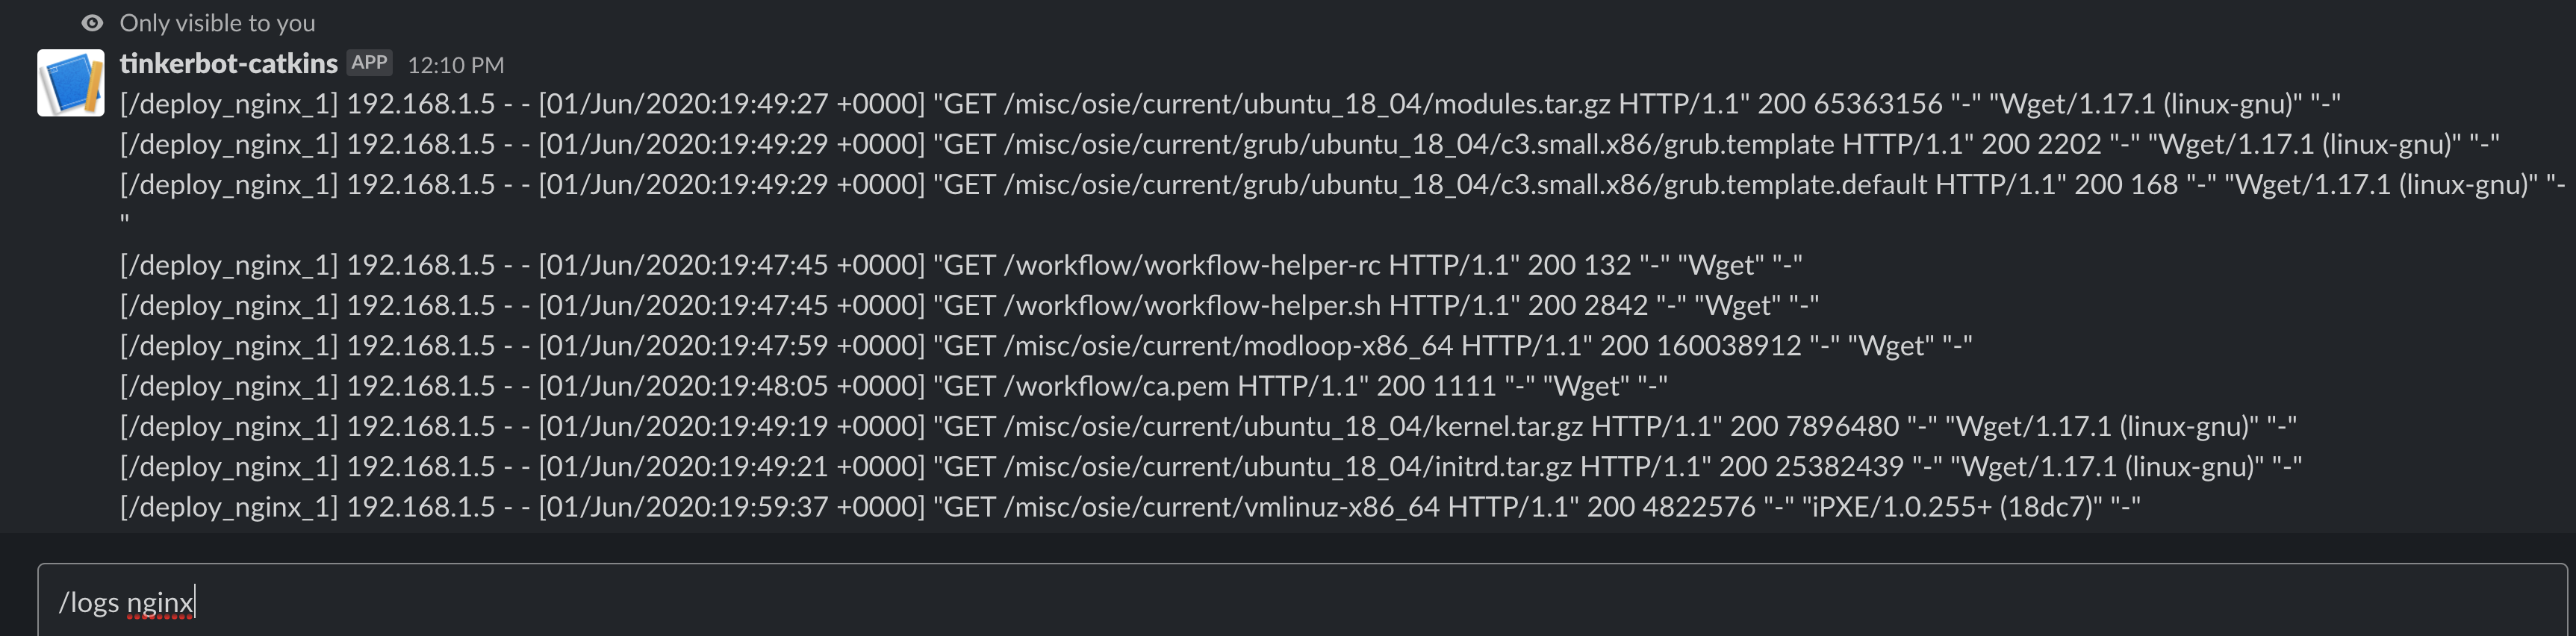 Only visible to you
tinkerbot-catkins APP 12:10 PM
[/deploy_nginx_1] 192.168.1.5 - - [01/Jun/2020:19:49:27 +0000] "GET /misc/osie/current/ubuntu_18_04/modules.tar.gz HTTP/1.1" 200 65363156 "-" "Wget/1.17.1 (linux-gnu)" "-"
[/deploy_nginx_1] 192.168.1.5 - - [01/Jun/2020:19:49:29 +0000] "GET /misc/osie/current/grub/ubuntu_18_04/c3.small.x86/grub.template HTTP/1.1" 200 2202 "-" "Wget/1.17.1 (linux-gnu)" "-"
[/deploy_nginx_1] 192.168.1.5 - - [01/Jun/2020:19:49:29 +0000] "GET /misc/osie/current/grub/ubuntu_18_04/c3.small.x86/grub.template.default HTTP/1.1" 200 168 "-" "Wget/1.17.1 (linux-gnu)" "-
"
[/deploy_nginx_1] 192.168.1.5 - - [01/Jun/2020:19:47:45 +0000] "GET /workflow/workflow-helper-rc HTTP/1.1" 200 132 "-" "Wget" "-"
[/deploy_nginx_1] 192.168.1.5 - - [01/Jun/2020:19:47:45 +0000] "GET /workflow/workflow-helper.sh HTTP/1.1" 200 2842 "-" "Wget" "-"
[/deploy_nginx_1] 192.168.1.5 - - [01/Jun/2020:19:47:59 +0000] "GET /misc/osie/current/modloop-x86_64 HTTP/1.1" 200 160038912 "-" "Wget" "-"
[/deploy_nginx_1] 192.168.1.5 - - [01/Jun/2020:19:48:05 +0000] "GET /workflow/ca.pem HTTP/1.1" 200 1111 "-" "Wget" "-"
[/deploy_nginx_1] 192.168.1.5 - - [01/Jun/2020:19:49:19 +0000] "GET /misc/osie/current/ubuntu_18_04/kernel.tar.gz HTTP/1.1" 200 7896480 "-" "Wget/1.17.1 (linux-gnu)" "-"
[/deploy_nginx_1] 192.168.1.5 - - [01/Jun/2020:19:49:21 +0000] "GET /misc/osie/current/ubuntu_18_04/initrd.tar.gz HTTP/1.1" 200 25382439 "-" "Wget/1.17.1 (linux-gnu)" "-"
[/deploy_nginx_1] 192.168.1.5 - - [01/Jun/2020:19:59:37 +0000] "GET /misc/osie/current/vmlinuz-x86_64 HTTP/1.1" 200 4822576 "-" "iPXE/1.0.255+ (18dc7)" "-"
/logs nginx